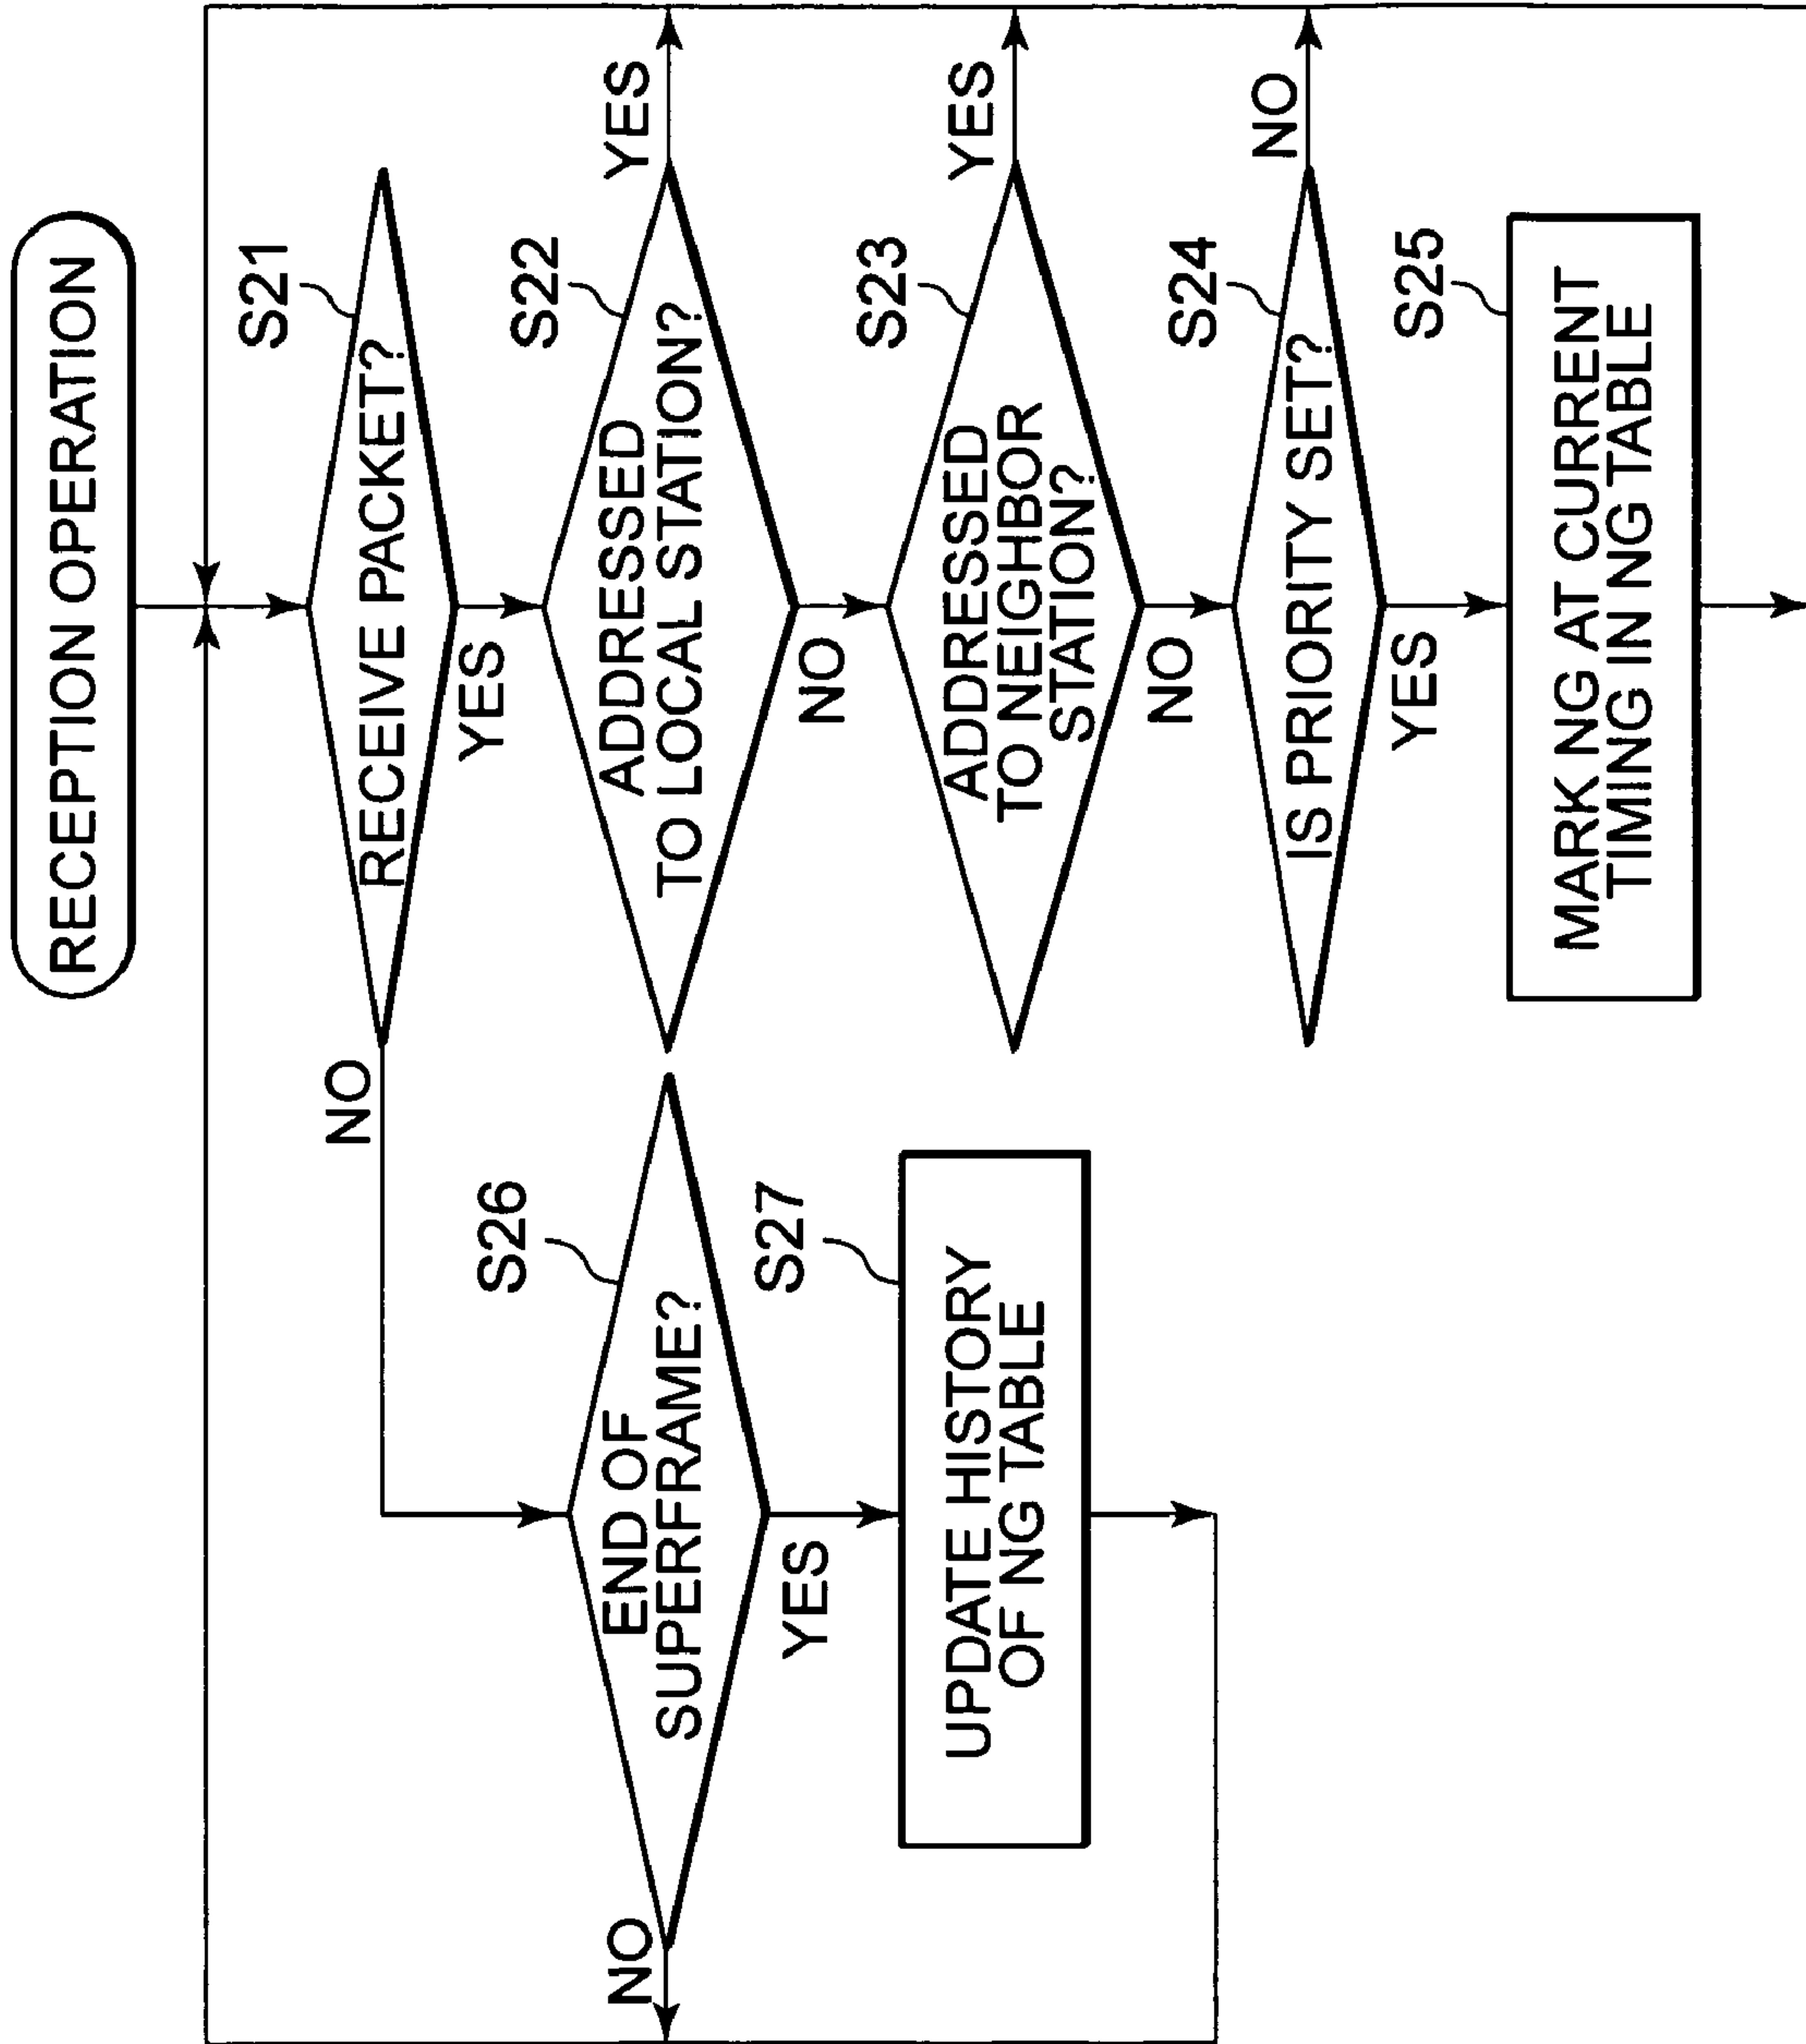 RECEPTION OPERATION
S21
RECEIVE PACKET?
NO
YES
S22
ADDRESSED
TO LOCAL STATION?
YES
NO
S23
ADDRESSED
TO NEIGHBOR
STATION?
YES
NO
S24
IS PRIORITY SET?
NO
YES
S25
MARK NG AT CURRENT
TIMING IN NG TABLE
S26
END OF
SUPERFRAME?
NO
YES
S27
UPDATE HISTORY
OF NG TABLE